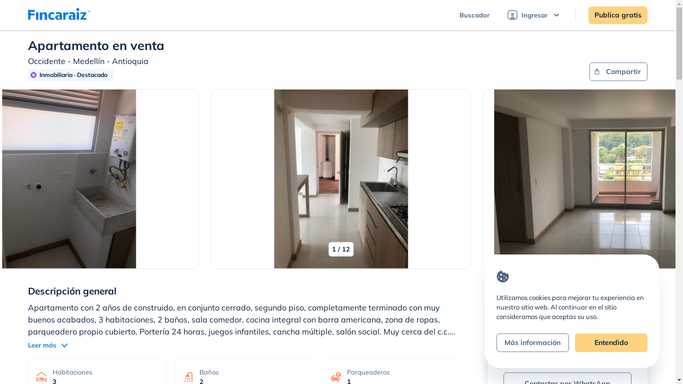 Fincaraiz
Buscador
Ingresar
Publica gratis
Apartamento en venta
Occidente - Medellín - Antioquia
Inmobiliaria - Destacado
Compartir
1 / 12
Descripción general
Apartamento con 2 años de construido, en conjunto cerrado, segundo piso, completamente terminado con muy
buenos acabados, 3 habitaciones, 2 baños, sala comedor, cocina integral con barra americana, zona de ropas,
parqueadero propio cubierto. Portería 24 horas, juegos infantiles, cancha múltiple, salón social. Muy cerca del c.c,...
Leer más
Habitaciones
3
Baños
2
Parqueaderos
1
Utilizamos cookies para mejorar tu experiencia en
nuestro sitio web. Al continuar en el sitio
consideramos que aceptas su uso.
Más información
Entendido
Contactar por WhatsApp